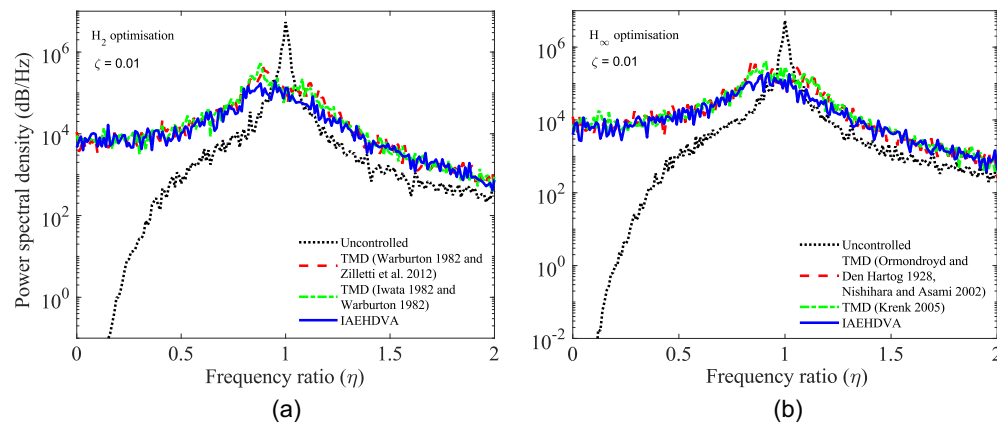 H2 optimisation
ζ = 0.01
Power spectral density (dB/Hz)
10^6
10^4
10^2
10^0
Uncontrolled
TMD (Warburton 1982 and
Zilletti et al. 2012)
TMD (Iwata 1982 and
Warburton 1982)
IAEHDVA
0 0.5 1 1.5 2
Frequency ratio (η)
(a)
H∞ optimisation
ζ = 0.01
10^6
10^4
10^2
10^0
10^-2
Uncontrolled
TMD (Ormondroyd and
Den Hartog 1928,
Nishihara and Asami 2002)
TMD (Krenk 2005)
IAEHDVA
0 0.5 1 1.5 2
Frequency ratio (η)
(b)